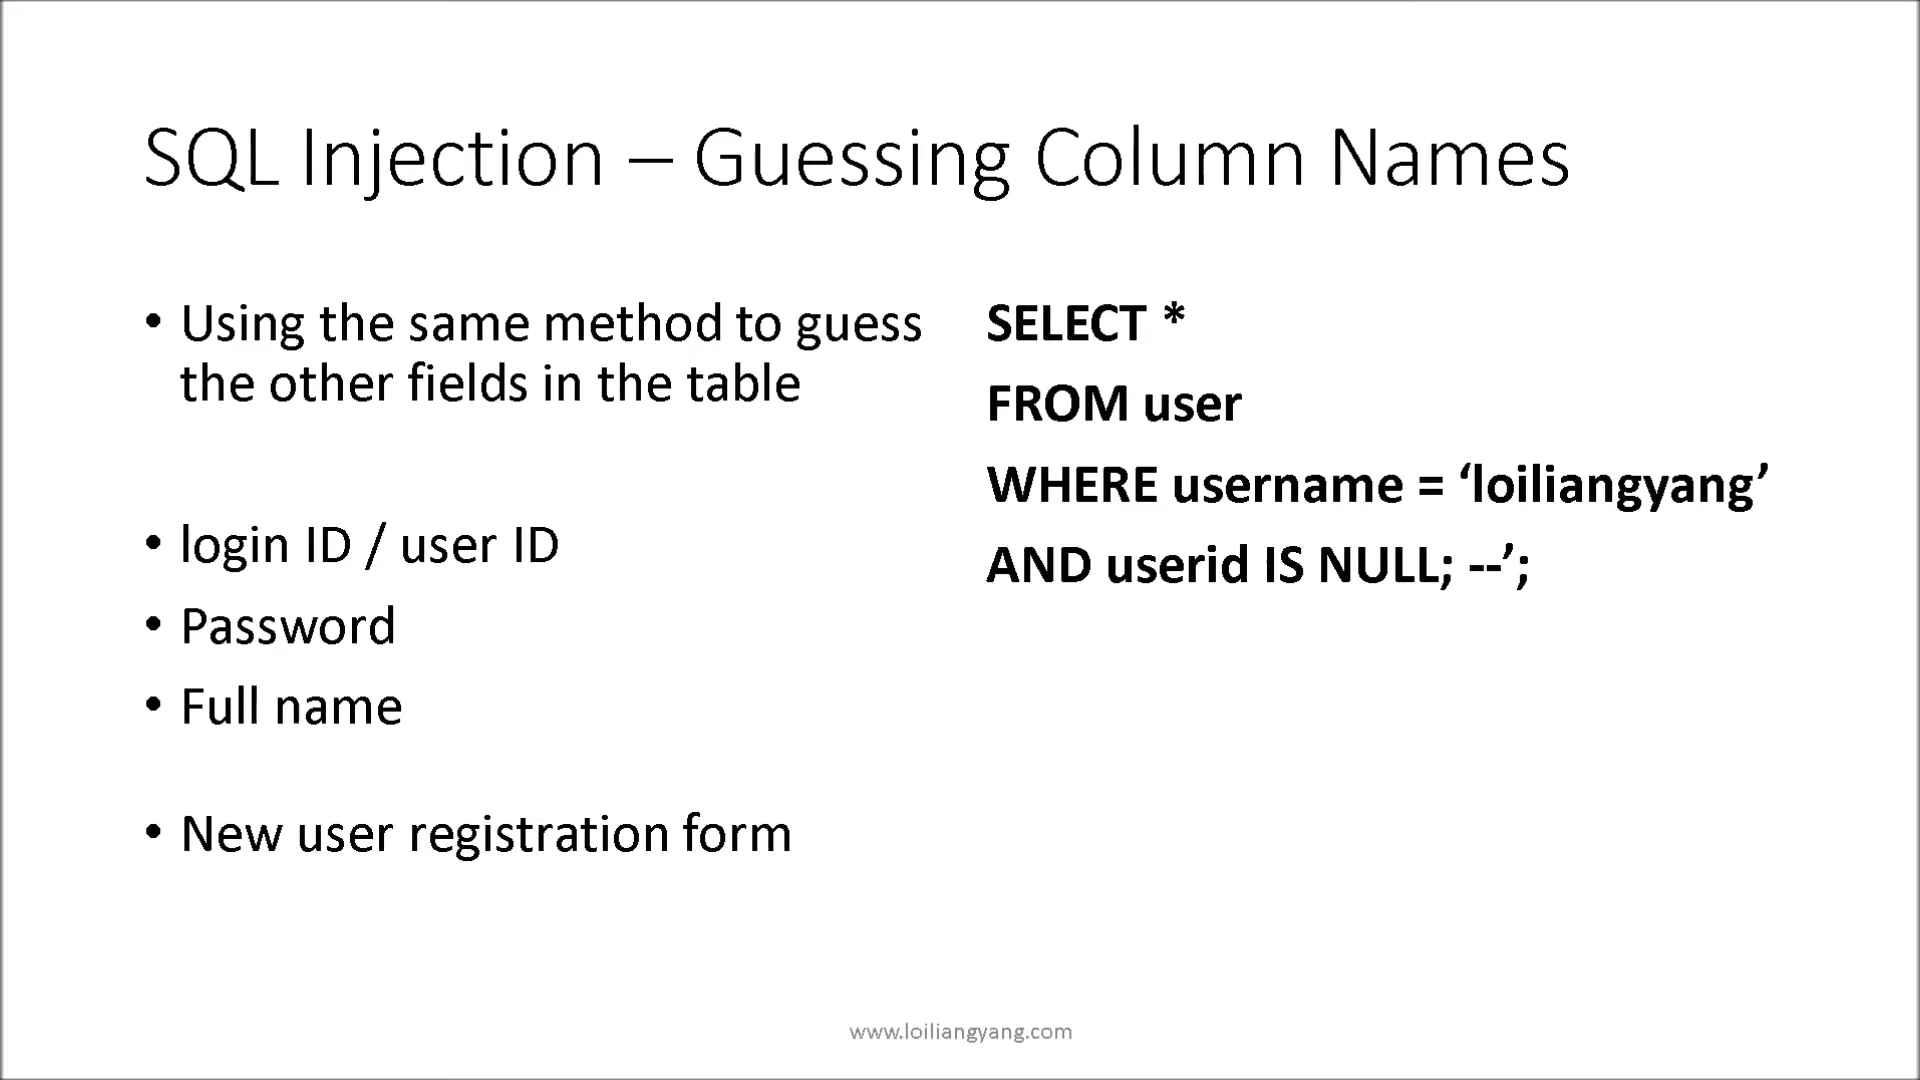 SQL Injection – Guessing Column Names
• Using the same method to guess
the other fields in the table
• login ID / user ID
• Password
• Full name
• New user registration form
SELECT *
FROM user
WHERE username = ‘loiliangyang’
AND userid IS NULL; --’;
www.loiliangyang.com